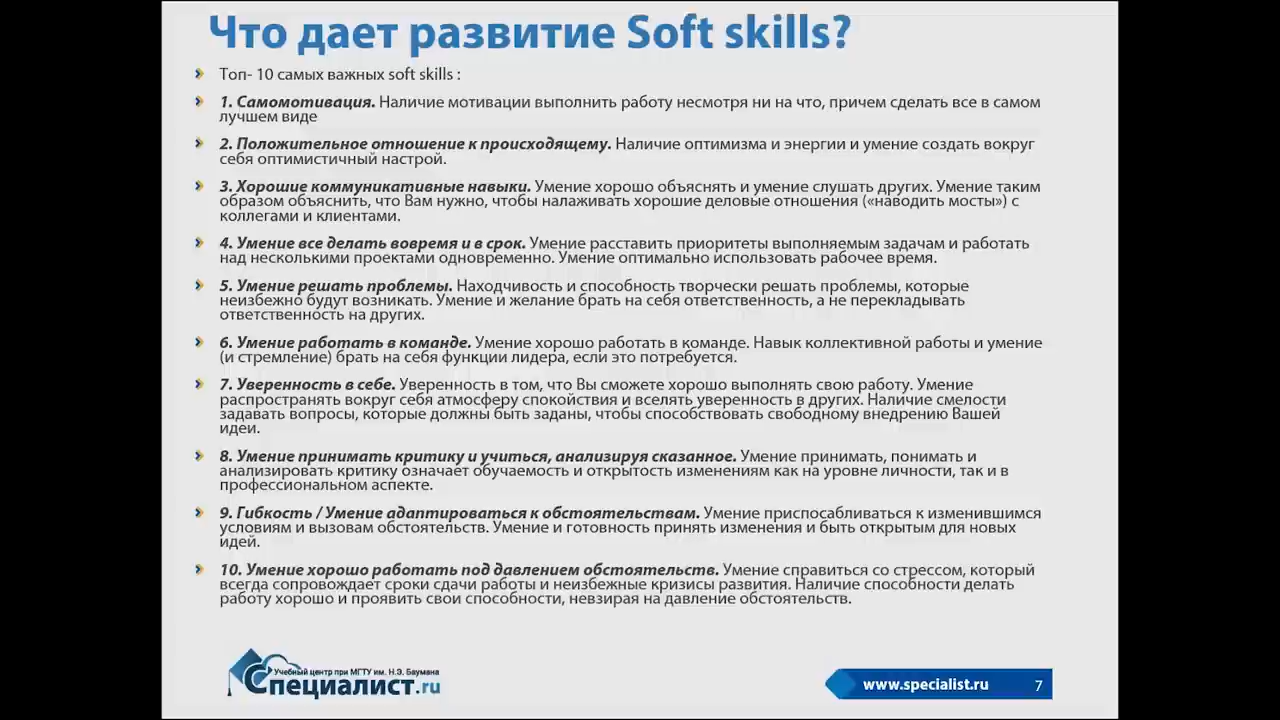 Что дает развитие Soft skills?
Топ- 10 самых важных soft skills :
1. Самомотивация. Наличие мотивации выполнить работу несмотря ни на что, причем сделать все в самом
лучшем виде
2. Положительное отношение к происходящему. Наличие оптимизма и энергии и умение создать вокруг
себя оптимистичный настрой.
3. Хорошие коммуникативные навыки. Умение хорошо объяснять и умение слушать других. Умение таким
образом объяснить, что Вам нужно, чтобы налаживать хорошие деловые отношения («наводить мосты») с
коллегами и клиентами.
4. Умение все делать вовремя и в срок. Умение расставить приоритеты выполняемым задачам и работать
над несколькими проектами одновременно. Умение оптимально использовать рабочее время.
5. Умение решать проблемы. Находчивость и способность творчески решать проблемы, которые
неизбежно будут возникать. Умение и желание брать на себя ответственность, а не перекладывать
ответственность на других.
6. Умение работать в команде. Умение хорошо работать в команде. Навык коллективной работы и умение
(и стремление) брать на себя функции лидера, если это потребуется.
7. Уверенность в себе. Уверенность в том, что Вы сможете хорошо выполнять свою работу. Умение
распространять вокруг себя атмосферу спокойствия и вселять уверенность в других. Наличие смелости
задавать вопросы, которые должны быть заданы, чтобы способствовать свободному внедрению Вашей
идеи.
8. Умение принимать критику и учиться, анализируя сказанное. Умение принимать, понимать и
анализировать критику означает обучаемость и открытость изменениям как на уровне личности, так и в
профессиональном аспекте.
9. Гибкость / Умение адаптироваться к обстоятельствам. Умение приспосабливаться к изменившимся
условиям и вызовам обстоятельств. Умение и готовность принять изменения и быть открытым для новых
идей.
10. Умение хорошо работать под давлением обстоятельств. Умение справиться со стрессом, который
всегда сопровождает сроки сдачи работы и неизбежные кризисы развития. Наличие способности делать
работу хорошо и проявить свои способности, невзирая на давление обстоятельств.
Учебный центр при МГТУ им. Н.Э. Баумана
Специалист.ru
www.specialist.ru 7